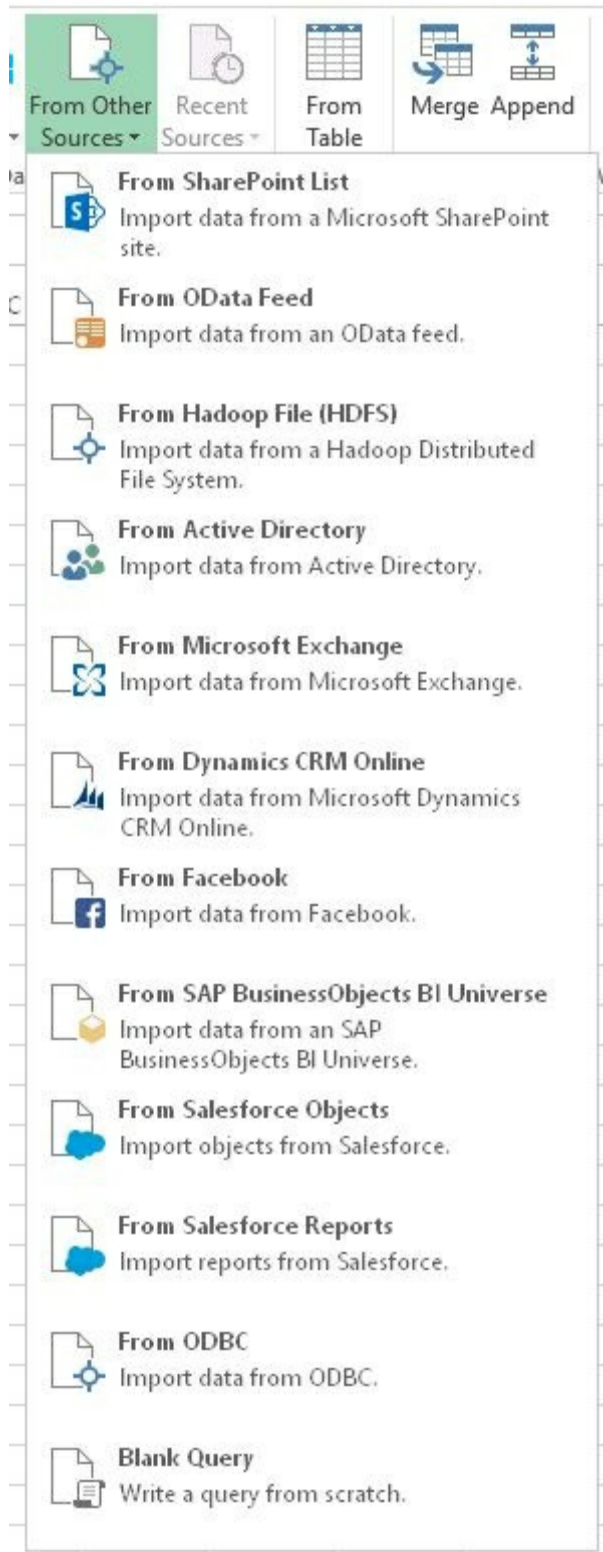 From Other Sources
Recent Sources
From Table
Merge
Append
From SharePoint List
Import data from a Microsoft SharePoint
site.
From OData Feed
Import data from an OData feed.
From Hadoop File (HDFS)
Import data from a Hadoop Distributed
File System.
From Active Directory
Import data from Active Directory.
From Microsoft Exchange
Import data from Microsoft Exchange.
From Dynamics CRM Online
Import data from Microsoft Dynamics
CRM Online.
From Facebook
Import data from Facebook.
From SAP BusinessObjects BI Universe
Import data from an SAP
BusinessObjects BI Universe.
From Salesforce Objects
Import objects from Salesforce.
From Salesforce Reports
Import reports from Salesforce.
From ODBC
Import data from ODBC.
Blank Query
Write a query from scratch.